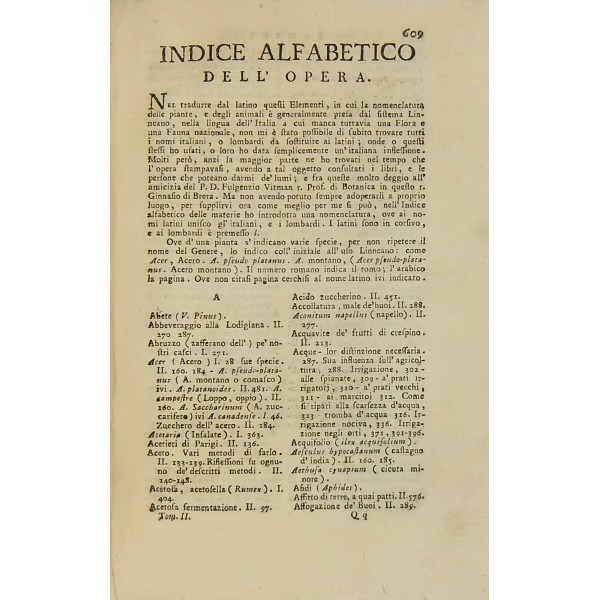 609
INDICE ALFABETICO
DELL' OPERA.
NEL tradurre dal latino questi Elementi, in cui la nomenclatura
delle piante, e degli animali è generalmente presa dal sistema Lin-
neano, nella lingua dell'Italia a cui manca tuttavia una Flora e
una Fauna nazionale, non mi è stato possibile di subito trovare tutti
i nomi italiani, o lombardi da sostituire ai latini; onde o questi
stessi ho usati, o loro ho data semplicemente un'italiana inflessione.
Molti però, anzi la maggior parte ne ho trovati nel tempo che
l'opera stampavasi, avendo a tal oggetto consultati i libri, e le
persone che poteano darmi de' lumi; e fra queste molto deggio all'
amicizia del P. D. Fulgenzio Vitman r. Prof. di Botanica in questo r.
Ginnasio di Brera. Ma non avendo potuto sempre adoperarli a proprio
luogo, per supplirvi ora come meglio per me si può, nell'Indice
alfabetico delle materie ho introdotta una nomenclatura, ove ai no-
mi latini unisco gl'italiani, e i lombardi. I latini sono in corsivo,
e ai lombardi è premesso l.
Ove d'una pianta s'indicano varie specie, per non ripetere il
nome del Genere, lo indico coll'iniziale all'uso Linneano: come
Acer, Acero. A. pseudo platanus. A. montano, (Acer pseudo-plata-
nus. Acero montano). Il numero romano indica il tomo; l'arabico
la pagina. Ove non citasi pagina cerchisi al nome latino ivi indicato.
A
Abete (V. Pinus).
Abbeveraggio alla Lodigiana. II.
270 287.
Abruzzo (zafferano dell') pe' no-
stri casci. I. 271.
Acer (Acero) I. 28 sue specie.
II. 160. 184 - A. pseudo-plata-
nus (A. montano o comasco)
ivi. A. platanoides. II. 481. A.
campestre (Loppo, oppio). II.
160. A. Saccharinum (A. zuc-
carifero) ivi A. canadense. I. 46.
Zucchero dell'acero. II. 184.
Acetaria (Insalate). I. 363.
Acetieri di Parigi. II. 136.
Aceto. Vari metodi di farlo.
II. 133-139. Riflessioni su ognu-
no de' descritti metodi. II.
140-148.
Acetosa, acetosella (Rumex). I.
404.
Acetosa fermentazione. II. 97.
Tom. II.
Acido zuccherino. II. 451.
Accollatura, male de'buoi. II. 288.
Aconitum napellus (napello). II.
277.
Acquavite de' frutti di crespino.
II. 213.
Acque - lor distinzione necessaria.
287. Sua influenza sull'agricol-
tura, 288. Irrigazione, 302 -
alle spianate, 309 - a' prati ir-
rigatorj, 310 - a' prati vecchi,
311 - ai marcitoj 312. Come
si ripari alla scarsezza d'acqua,
313 tromba d'acqua 316. Ir-
rigazione nociva, 336. Irriga-
zione negli orti, 371, 391-396.
Acquifolio (ilex acquifolium).
Aesculus hypocastanum (castagno
d'india). II. 160. 185.
Aethusa cynapium (cicuta mi-
nore).
Afidi (Aphides).
Affitto di terre, a quai patti. II. 576.
Affogazione de' Buoi. II. 289.
Q q